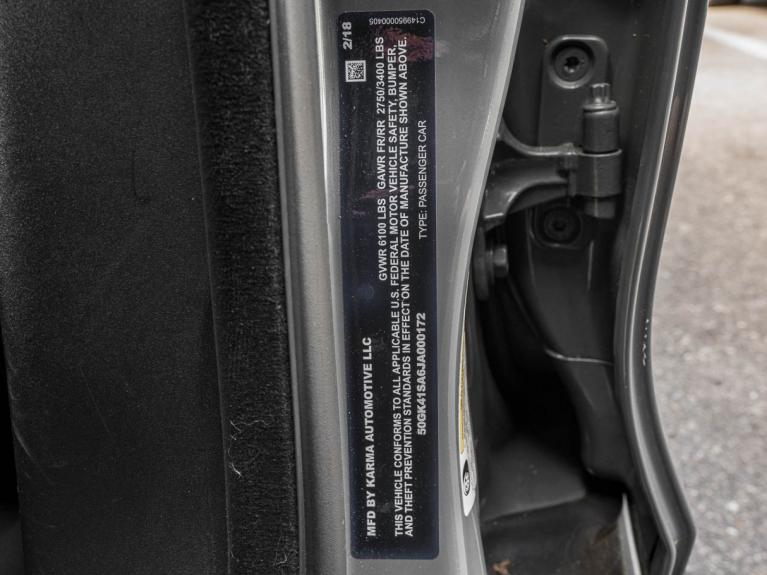 MFD BY KARMA AUTOMOTIVE LLC 2/18
GVWR 6100 LBS GAWR FR/RR 2750/3400 LBS
THIS VEHICLE CONFORMS TO ALL APPLICABLE U.S. FEDERAL MOTOR VEHICLE SAFETY, BUMPER,
AND THEFT PREVENTION STANDARDS IN EFFECT ON THE DATE OF MANUFACTURE SHOWN ABOVE.
50GK41SA6JA000172 TYPE: PASSENGER CAR
C149950000405